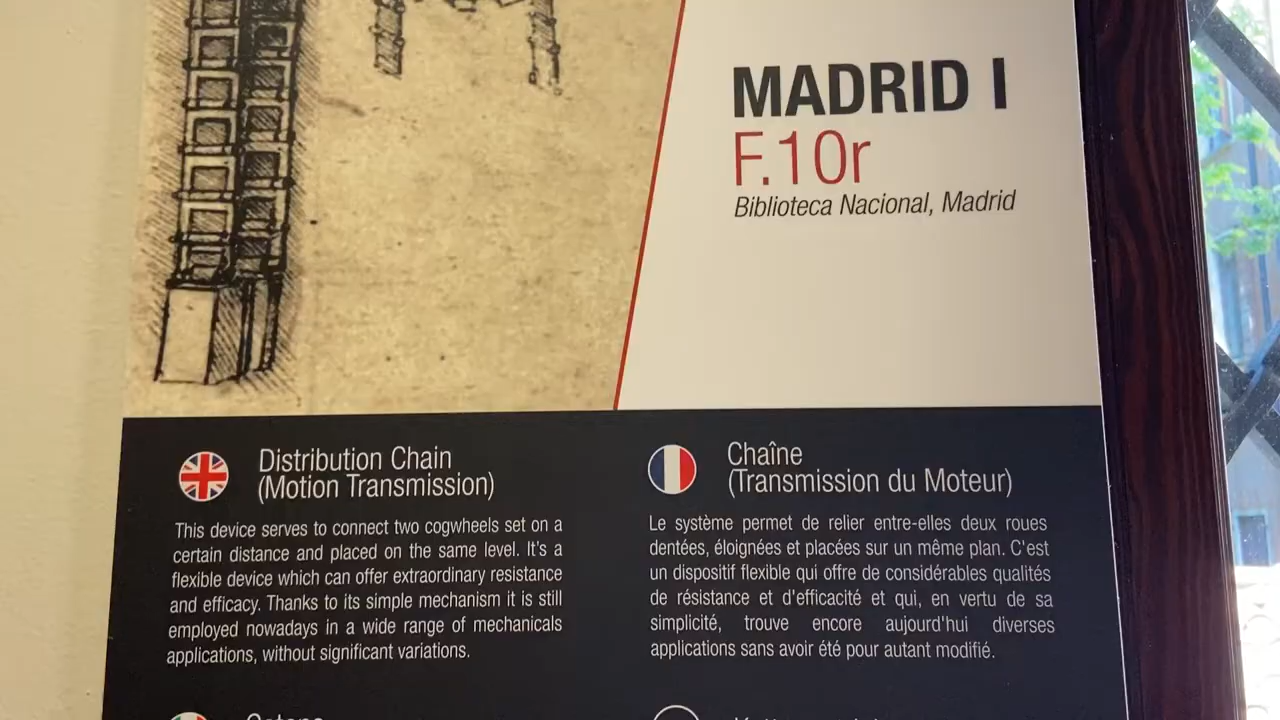 MADRID I
F.10r
Biblioteca Nacional, Madrid
Distribution Chain
(Motion Transmission)
This device serves to connect two cogwheels set on a
certain distance and placed on the same level. It's a
flexible device which can offer extraordinary resistance
and efficacy. Thanks to its simple mechanism it is still
employed nowadays in a wide range of mechanicals
applications, without significant variations.
Chaîne
(Transmission du Moteur)
Le système permet de relier entre-elles deux roues
dentées, éloignées et placées sur un même plan. C'est
un dispositif flexible qui offre de considérables qualités
de résistance et d'efficacité et qui, en vertu de sa
simplicité, trouve encore aujourd'hui diverses
applications sans avoir été pour autant modifié.